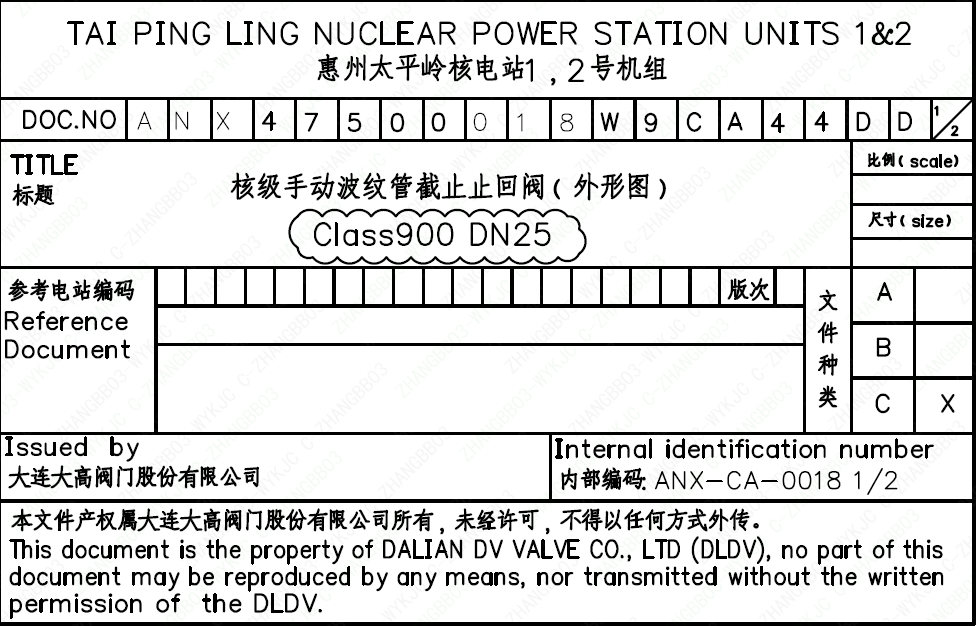 TAI PING LING NUCLEAR POWER STATION UNITS 1&2
惠州太平岭核电站1,2号机组
DOC.NO A N X 4 7 5 0 0 0 1 8 W 9 C A 4 4 D D 1/2
TITLE
标题
核级手动波纹管截止止回阀(外形图)
Class900 DN25
比例(scale)
尺寸(size)
参考电站编码
Reference
Document
版次
文件种类
A
B
C X
Issued by
大连大高阀门股份有限公司
Internal identification number
内部编码: ANX-CA-0018 1/2
本文件产权属大连大高阀门股份有限公司所有,未经许可,不得以任何方式外传。
This document is the property of DALIAN DV VALVE CO., LTD (DLDV), no part of this
document may be reproduced by any means, nor transmitted without the written
permission of the DLDV.